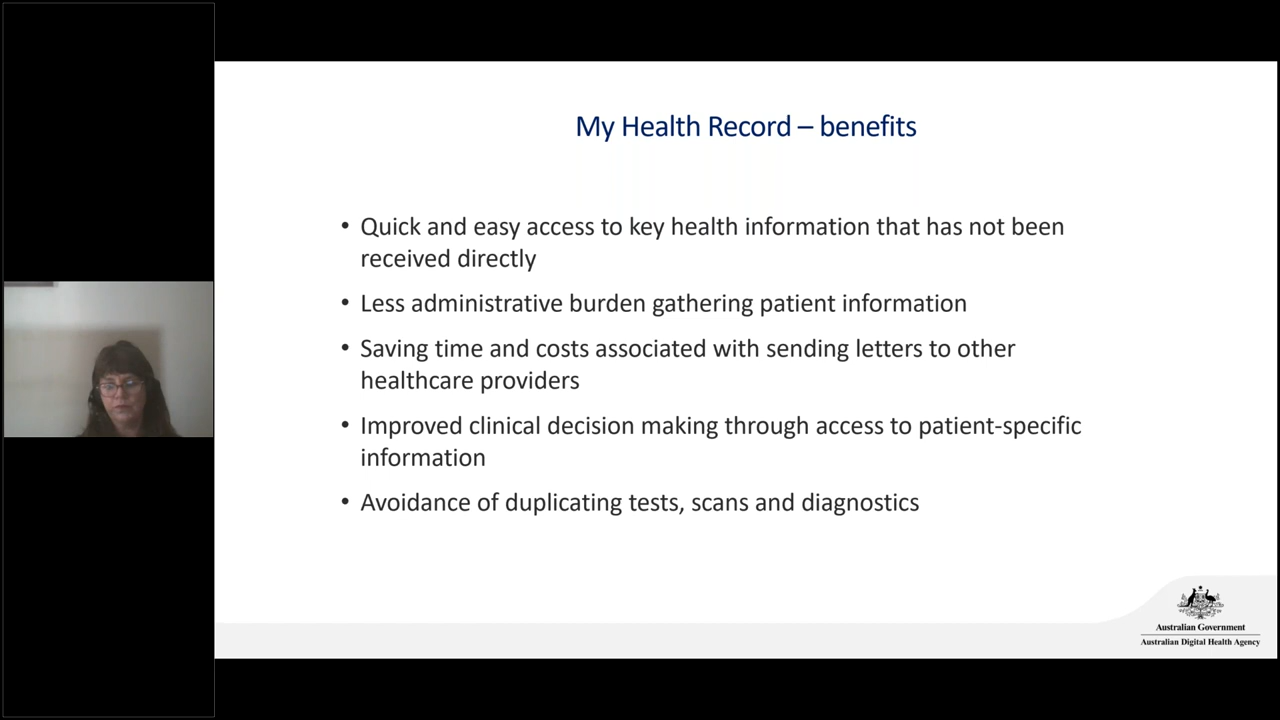 My Health Record – benefits
• Quick and easy access to key health information that has not been
received directly
• Less administrative burden gathering patient information
• Saving time and costs associated with sending letters to other
healthcare providers
• Improved clinical decision making through access to patient-specific
information
• Avoidance of duplicating tests, scans and diagnostics
Australian Government
Australian Digital Health Agency